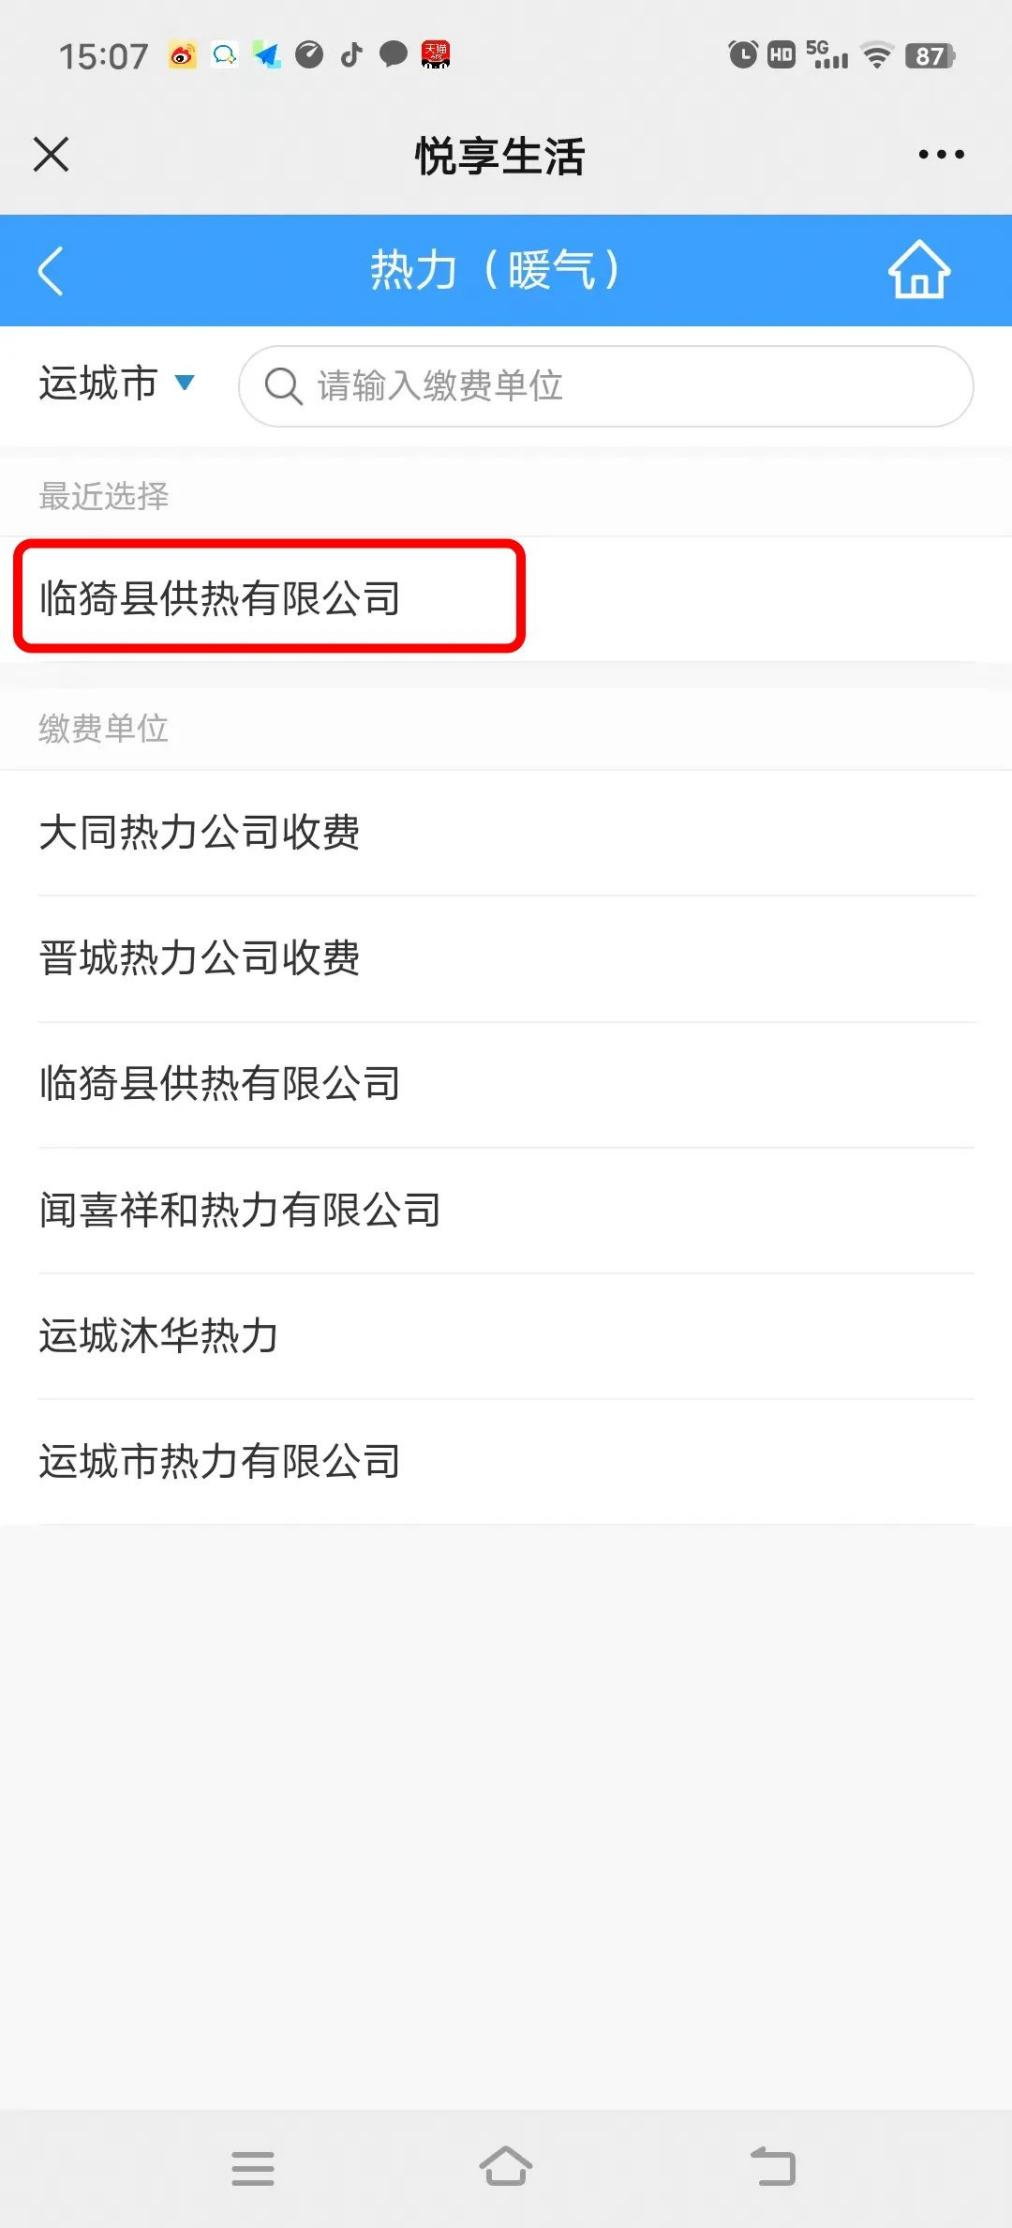 15:07 天猫 HD 5G 87
悦享生活
热力（暖气）
运城市 请输入缴费单位
最近选择
临猗县供热有限公司
缴费单位
大同热力公司收费
晋城热力公司收费
临猗县供热有限公司
闻喜祥和热力有限公司
运城沐华热力
运城市热力有限公司